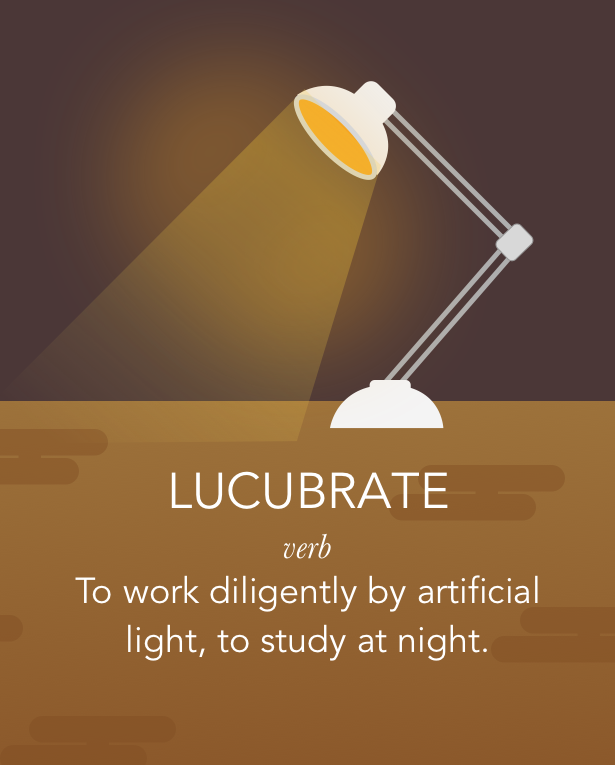 LUCUBRATE
verb
To work diligently by artificial
light, to study at night.